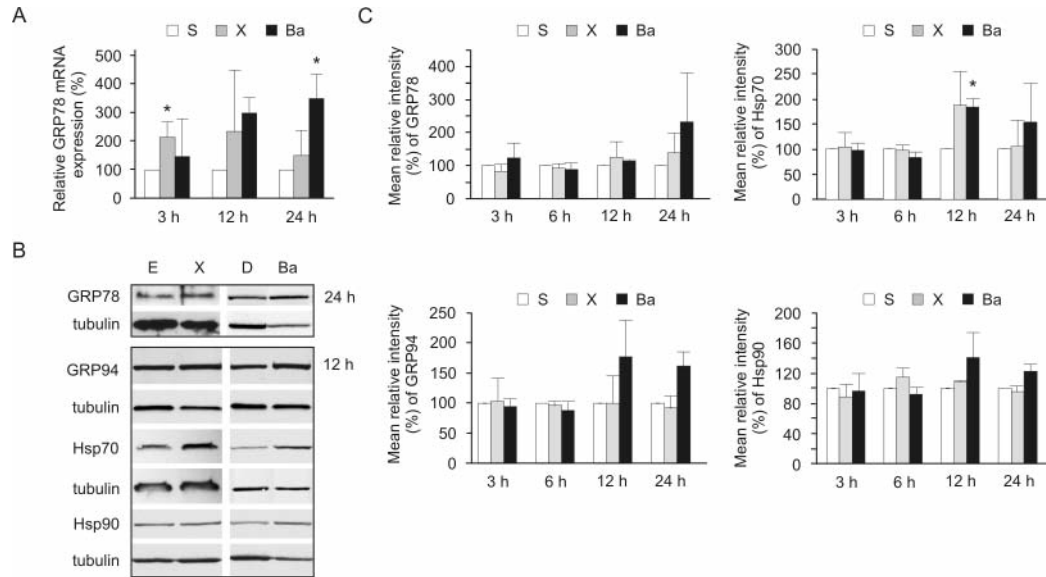 A
S X Ba
Relative GRP78 mRNA
expression (%)
500
400
300
200
100
*
*
3 h 12 h 24 h
B
E X D Ba
GRP78
24 h
tubulin
GRP94
12 h
tubulin
Hsp70
tubulin
Hsp90
tubulin
C
S X Ba
Mean relative intensity
(%) of GRP78
400
300
200
100
0
3 h 6 h 12 h 24 h
S X Ba
Mean relative intensity
(%) of Hsp70
300
250
200
150
100
50
0
*
3 h 6 h 12 h 24 h
S X Ba
Mean relative intensity
(%) of GRP94
250
200
150
100
50
0
3 h 6 h 12 h 24 h
S X Ba
Mean relative intensity
(%) of Hsp90
200
160
120
80
40
0
3 h 6 h 12 h 24 h